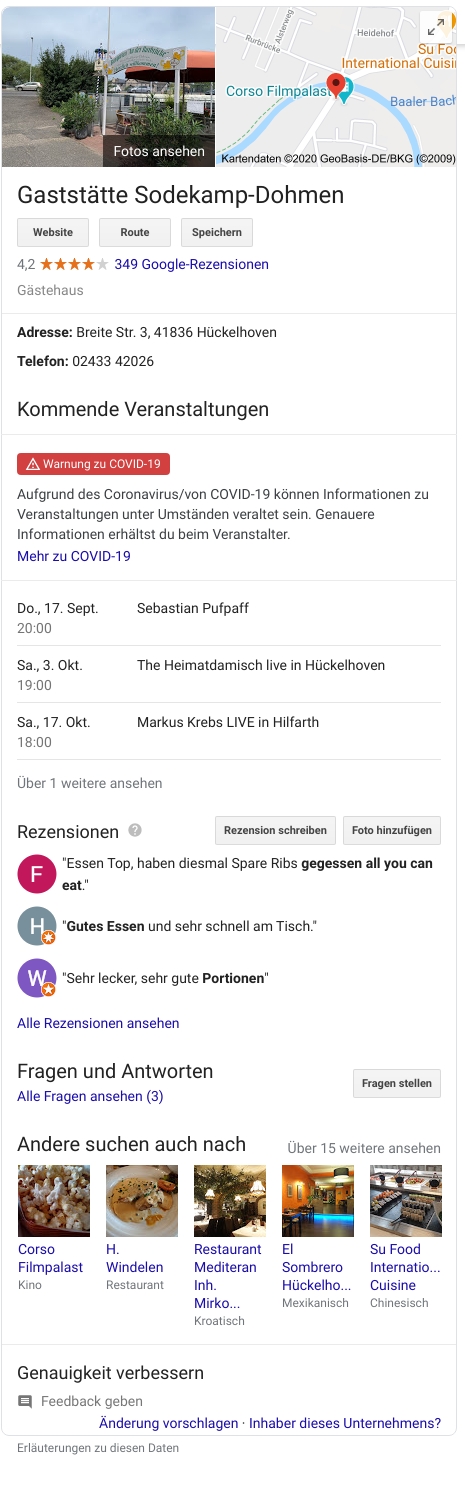 Fotos ansehen
Alsterweg
Rurbrücke
Heidehof
International Cuisi
Corso Filmpalast
Baaler Bach
Kartendaten ©2020 GeoBasis-DE/BKG (©2009)
Gaststätte Sodekamp-Dohmen
Website Route Speichern
4,2 349 Google-Rezensionen
Gästehaus
Adresse: Breite Str. 3, 41836 Hückelhoven
Telefon: 02433 42026
Kommende Veranstaltungen
Warnung zu COVID-19
Aufgrund des Coronavirus/von COVID-19 können Informationen zu
Veranstaltungen unter Umständen veraltet sein. Genauere
Informationen erhältst du beim Veranstalter.
Mehr zu COVID-19
Do., 17. Sept. Sebastian Pufpaff
20:00
Sa., 3. Okt. The Heimatdamisch live in Hückelhoven
19:00
Sa., 17. Okt. Markus Krebs LIVE in Hilfarth
18:00
Über 1 weitere ansehen
Rezensionen ? Rezension schreiben Foto hinzufügen
F "Essen Top, haben diesmal Spare Ribs gegessen all you can
eat."
H "Gutes Essen und sehr schnell am Tisch."
W "Sehr lecker, sehr gute Portionen"
Alle Rezensionen ansehen
Fragen und Antworten
Fragen stellen
Alle Fragen ansehen (3)
Andere suchen auch nach Über 15 weitere ansehen
Corso
Filmpalast
Kino
H.
Windelen
Restaurant
Restaurant
Mediteran
Inh.
Mirko...
Kroatisch
El
Sombrero
Hückelho...
Mexikanisch
Su Food
Internatio...
Cuisine
Chinesisch
Genauigkeit verbessern
Feedback geben
Änderung vorschlagen · Inhaber dieses Unternehmens?
Erläuterungen zu diesen Daten